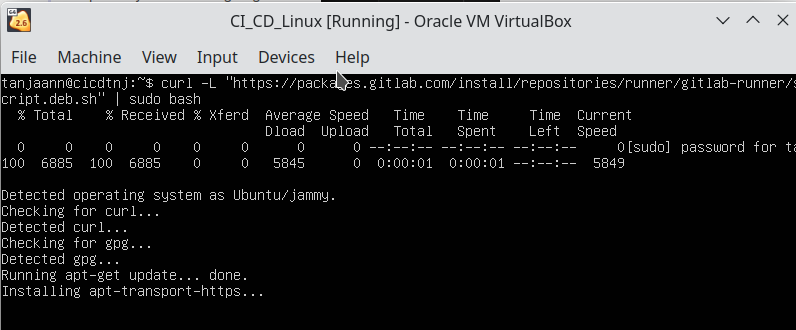 64
2.6
CI_CD_Linux [Running] - Oracle VM VirtualBox
File Machine View Input Devices Help
tanjaann@cicdtnj:~$ curl -L "https://packages.gitlab.com/install/repositories/runner/gitlab-runner/s
cript.deb.sh" | sudo bash
% Total % Received % Xferd Average Speed Time Time Time Current
Dload Upload Total Spent Left Speed
0 0 0 0 0 0 0 0 --:--:-- --:--:-- --:--:-- 0[sudo] password for ta
100 6885 100 6885 0 0 5845 0 0:00:01 0:00:01 --:--:-- 5849
Detected operating system as Ubuntu/jammy.
Checking for curl...
Detected curl...
Checking for gpg...
Detected gpg...
Running apt-get update... done.
Installing apt-transport-https...